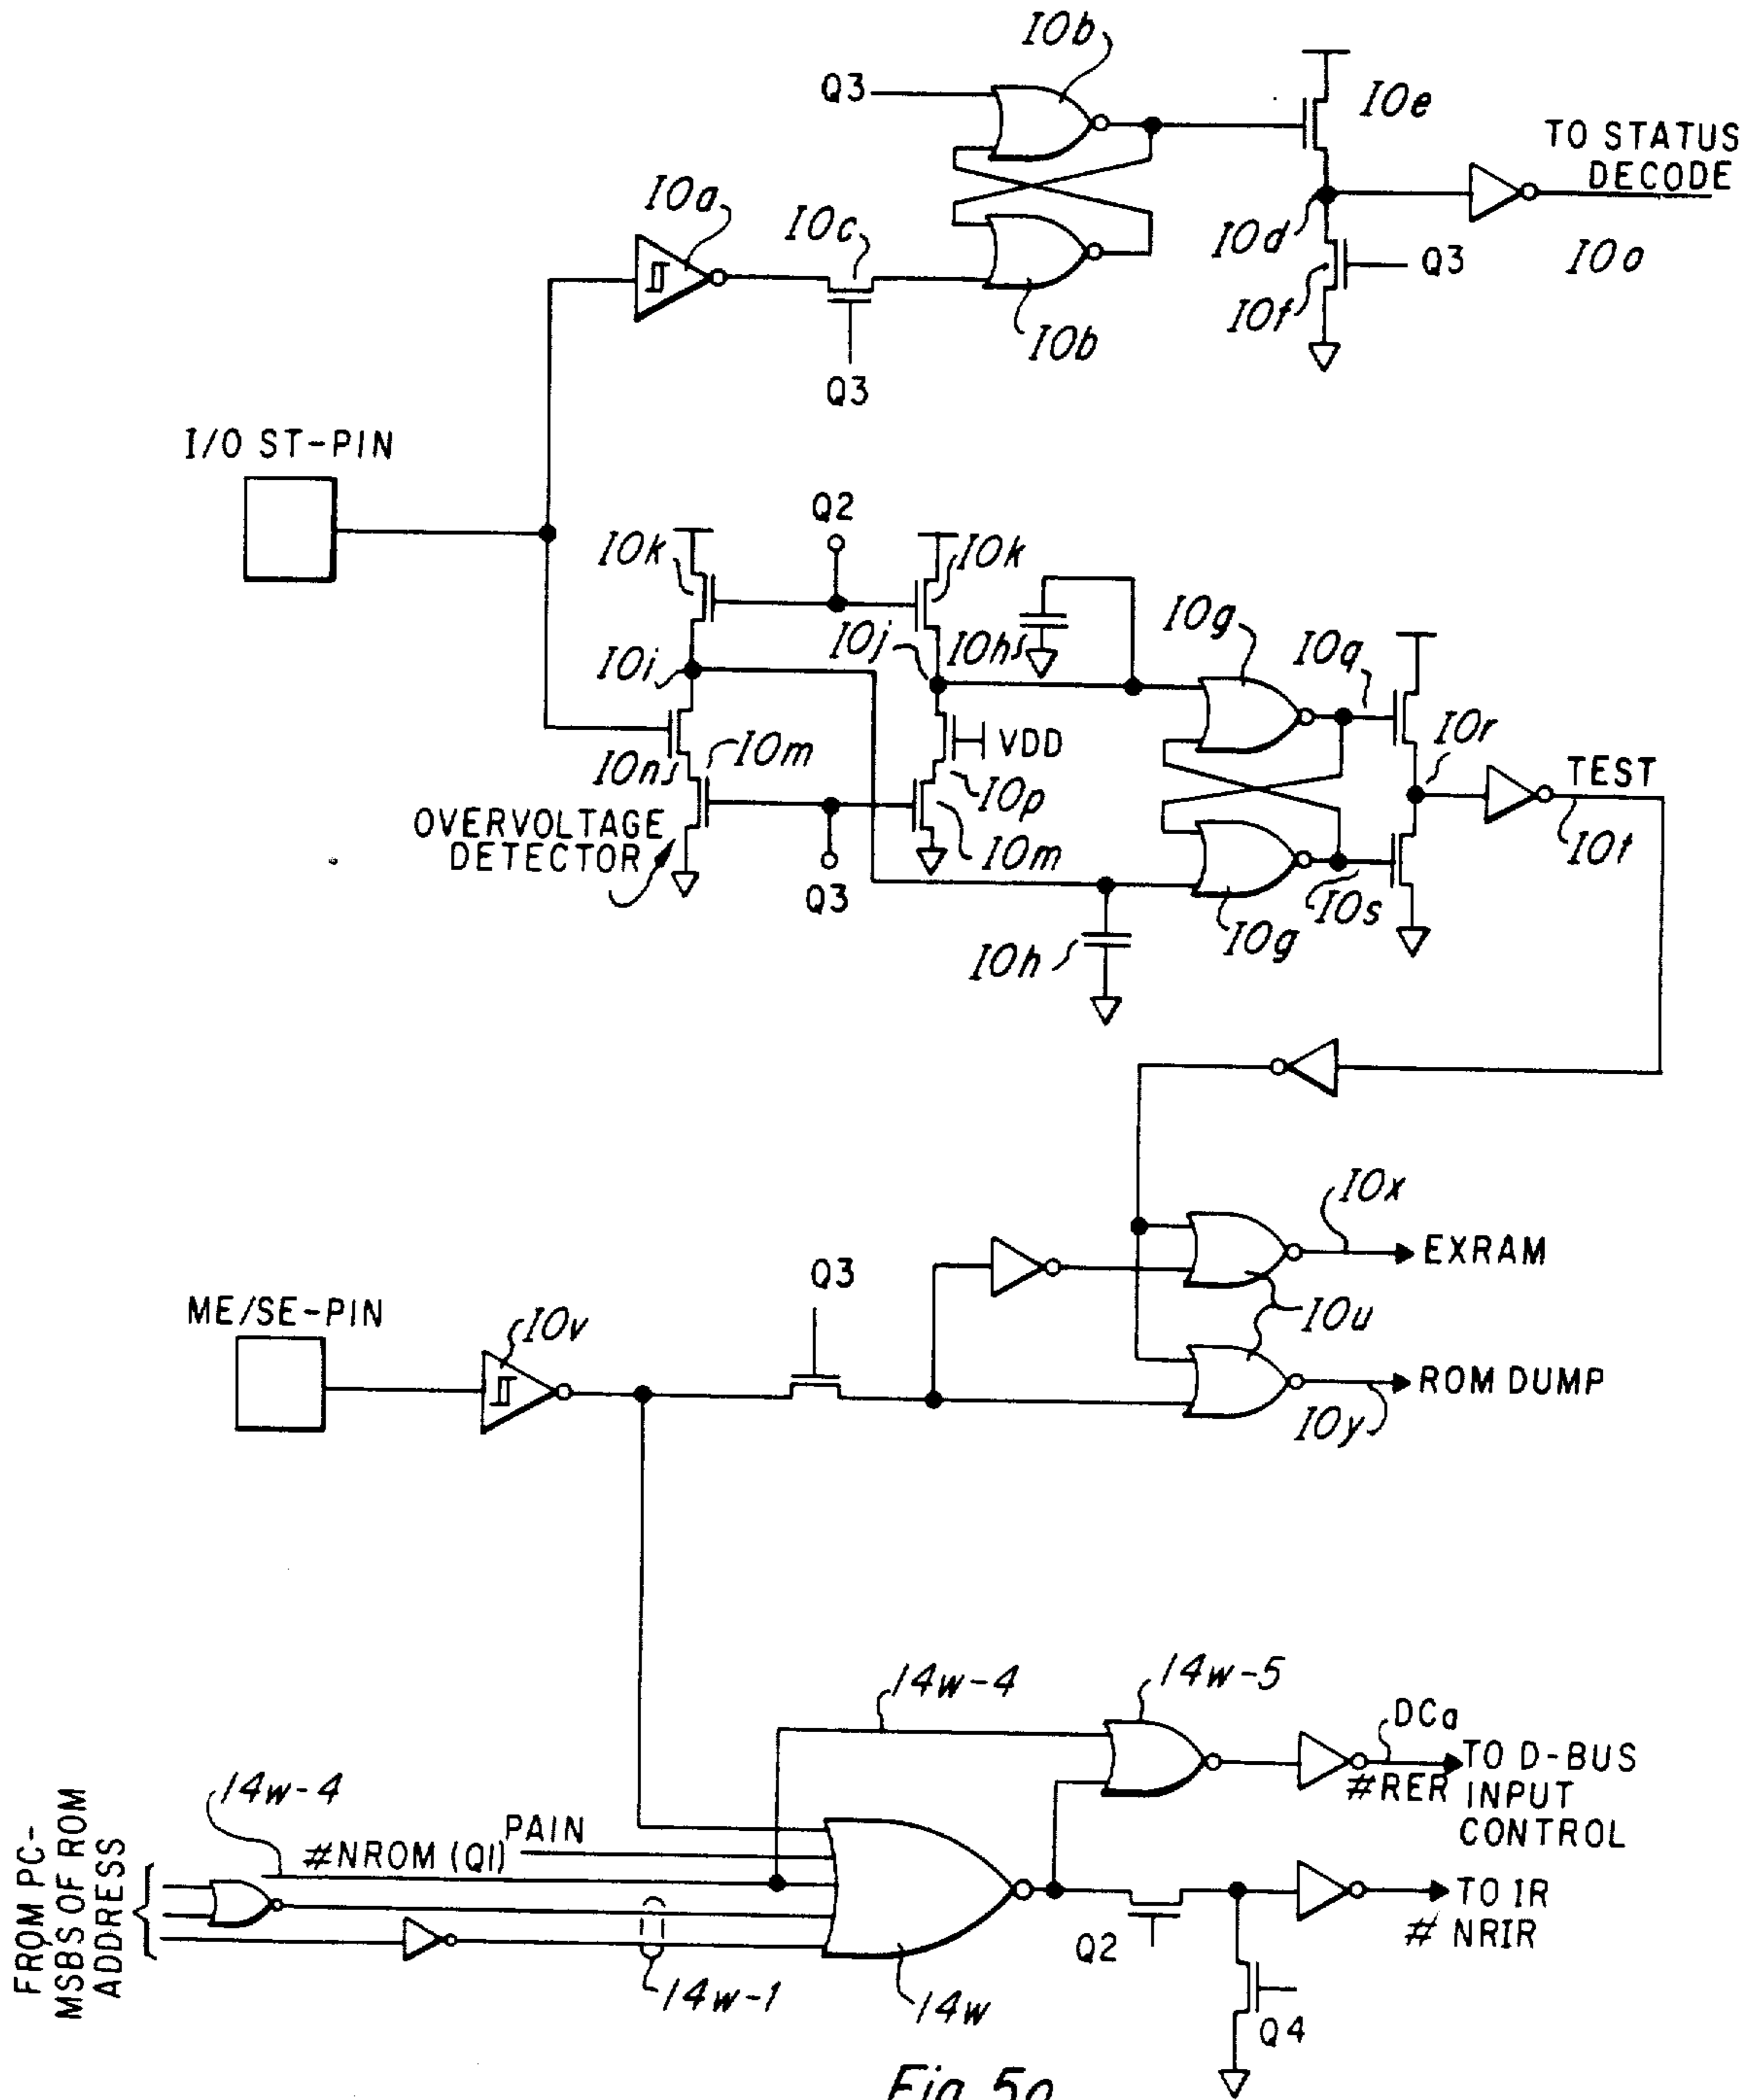 10b
Q3
10e
TO STATUS
DECODE
10a
10c
10d
Q3
10o
10f
10b
Q3
I/O ST-PIN
Q2
10k
10k
10g
10j
10hs
10q
10i
10r
VDD
TEST
10ns
10m
10p
OVERVOLTAGE
DETECTOR
10m
10t
Q3
10s
10g
10h
10x
EXRAM
Q3
ME/SE-PIN
10v
10u
ROM DUMP
10y
14w-4
14w-5
DCa
TO D-BUS
#RER INPUT
CONTROL
14w-4
PAIN
#NROM (Q1)
FROM PC-
MSBS OF ROM
ADDRESS
TO IR
# NRIR
Q2
14w-1
14w
Q4
Fig. 5a